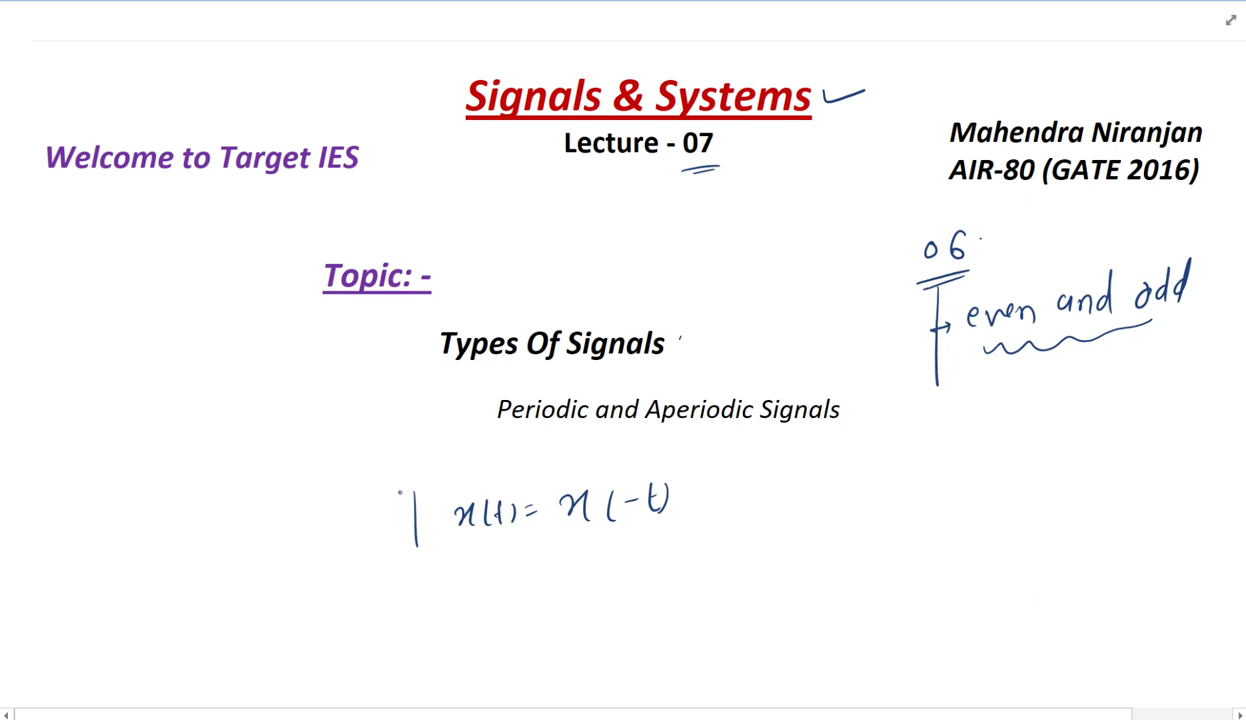 Signals & Systems
Lecture - 07
Welcome to Target IES
Mahendra Niranjan
AIR-80 (GATE 2016)
06
even and odd
Topic: -
Types Of Signals
Periodic and Aperiodic Signals
x(t) = x(-t)